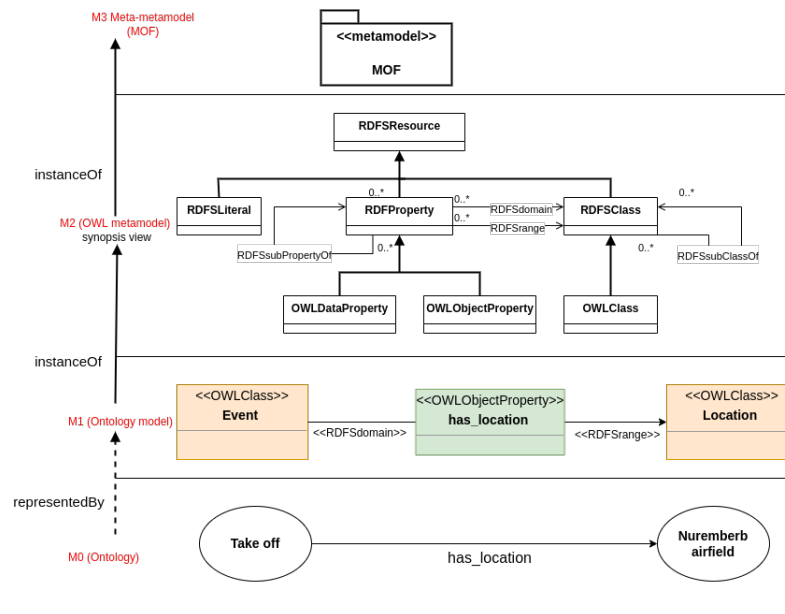 M3 Meta-metamodel
(MOF)
<<metamodel>>
MOF
RDFSResource
instanceOf
0..*
0..*
0..*
RDFSLiteral
RDFProperty
RDFSdomain
RDFSClass
0..*
RDFSrange
M2 (OWL metamodel)
synopsis view
RDFSsubPropertyOf
0..*
0..*
RDFSsubClassOf
OWLDataProperty
OWLObjectProperty
OWLClass
instanceOf
<<OWLClass>>
Event
<<OWLObjectProperty>>
has_location
<<OWLClass>>
Location
M1 (Ontology model)
<<RDFSdomain>>
<<RDFSrange>>
representedBy
M0 (Ontology)
Take off
has_location
Nuremberb
airfield